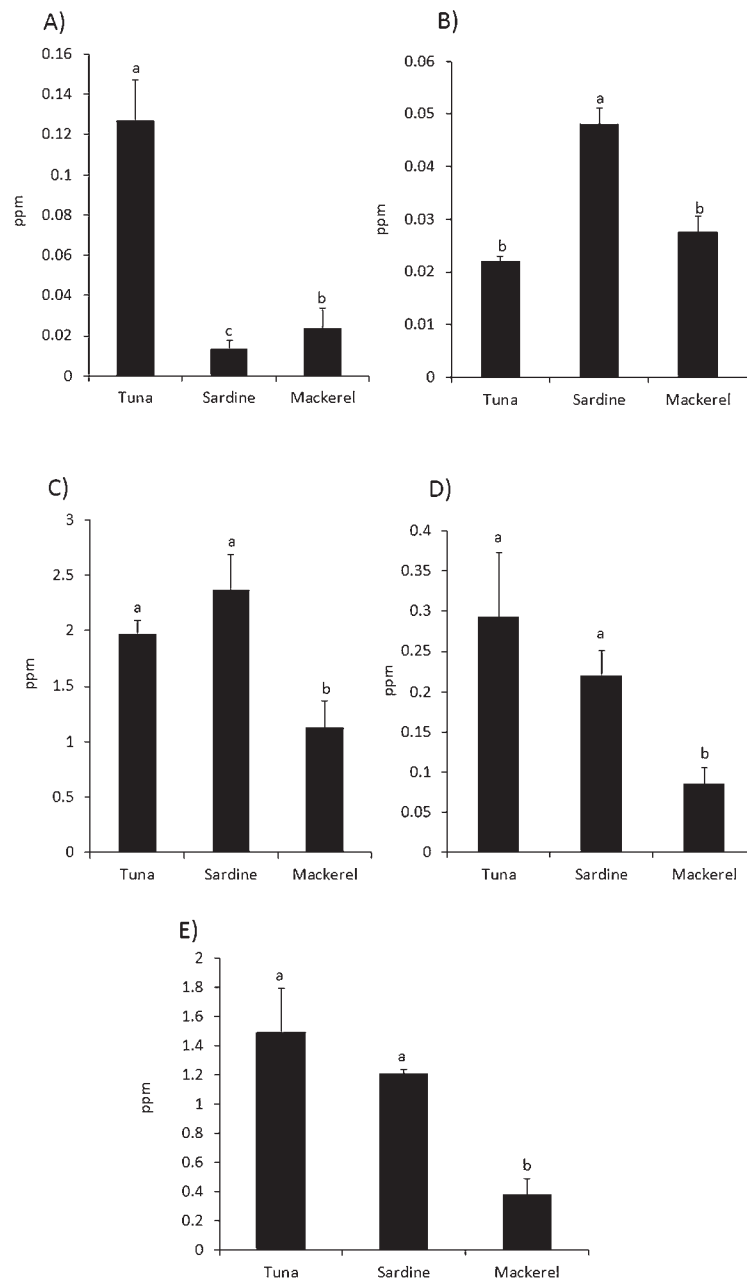 A)
0.16
0.14
0.12
0.1
0.08
0.06
0.04
0.02
0
ppm
a
c
b
Tuna Sardine Mackerel
B)
0.06
0.05
0.04
0.03
0.02
0.01
0
ppm
b
a
b
Tuna Sardine Mackerel
C)
3
2.5
2
1.5
1
0.5
0
ppm
a
a
b
Tuna Sardine Mackerel
D)
0.4
0.35
0.3
0.25
0.2
0.15
0.1
0.05
0
ppm
a
a
b
Tuna Sardine Mackerel
E)
2
1.8
1.6
1.4
1.2
1
0.8
0.6
0.4
0.2
0
ppm
a
a
b
Tuna Sardine Mackerel